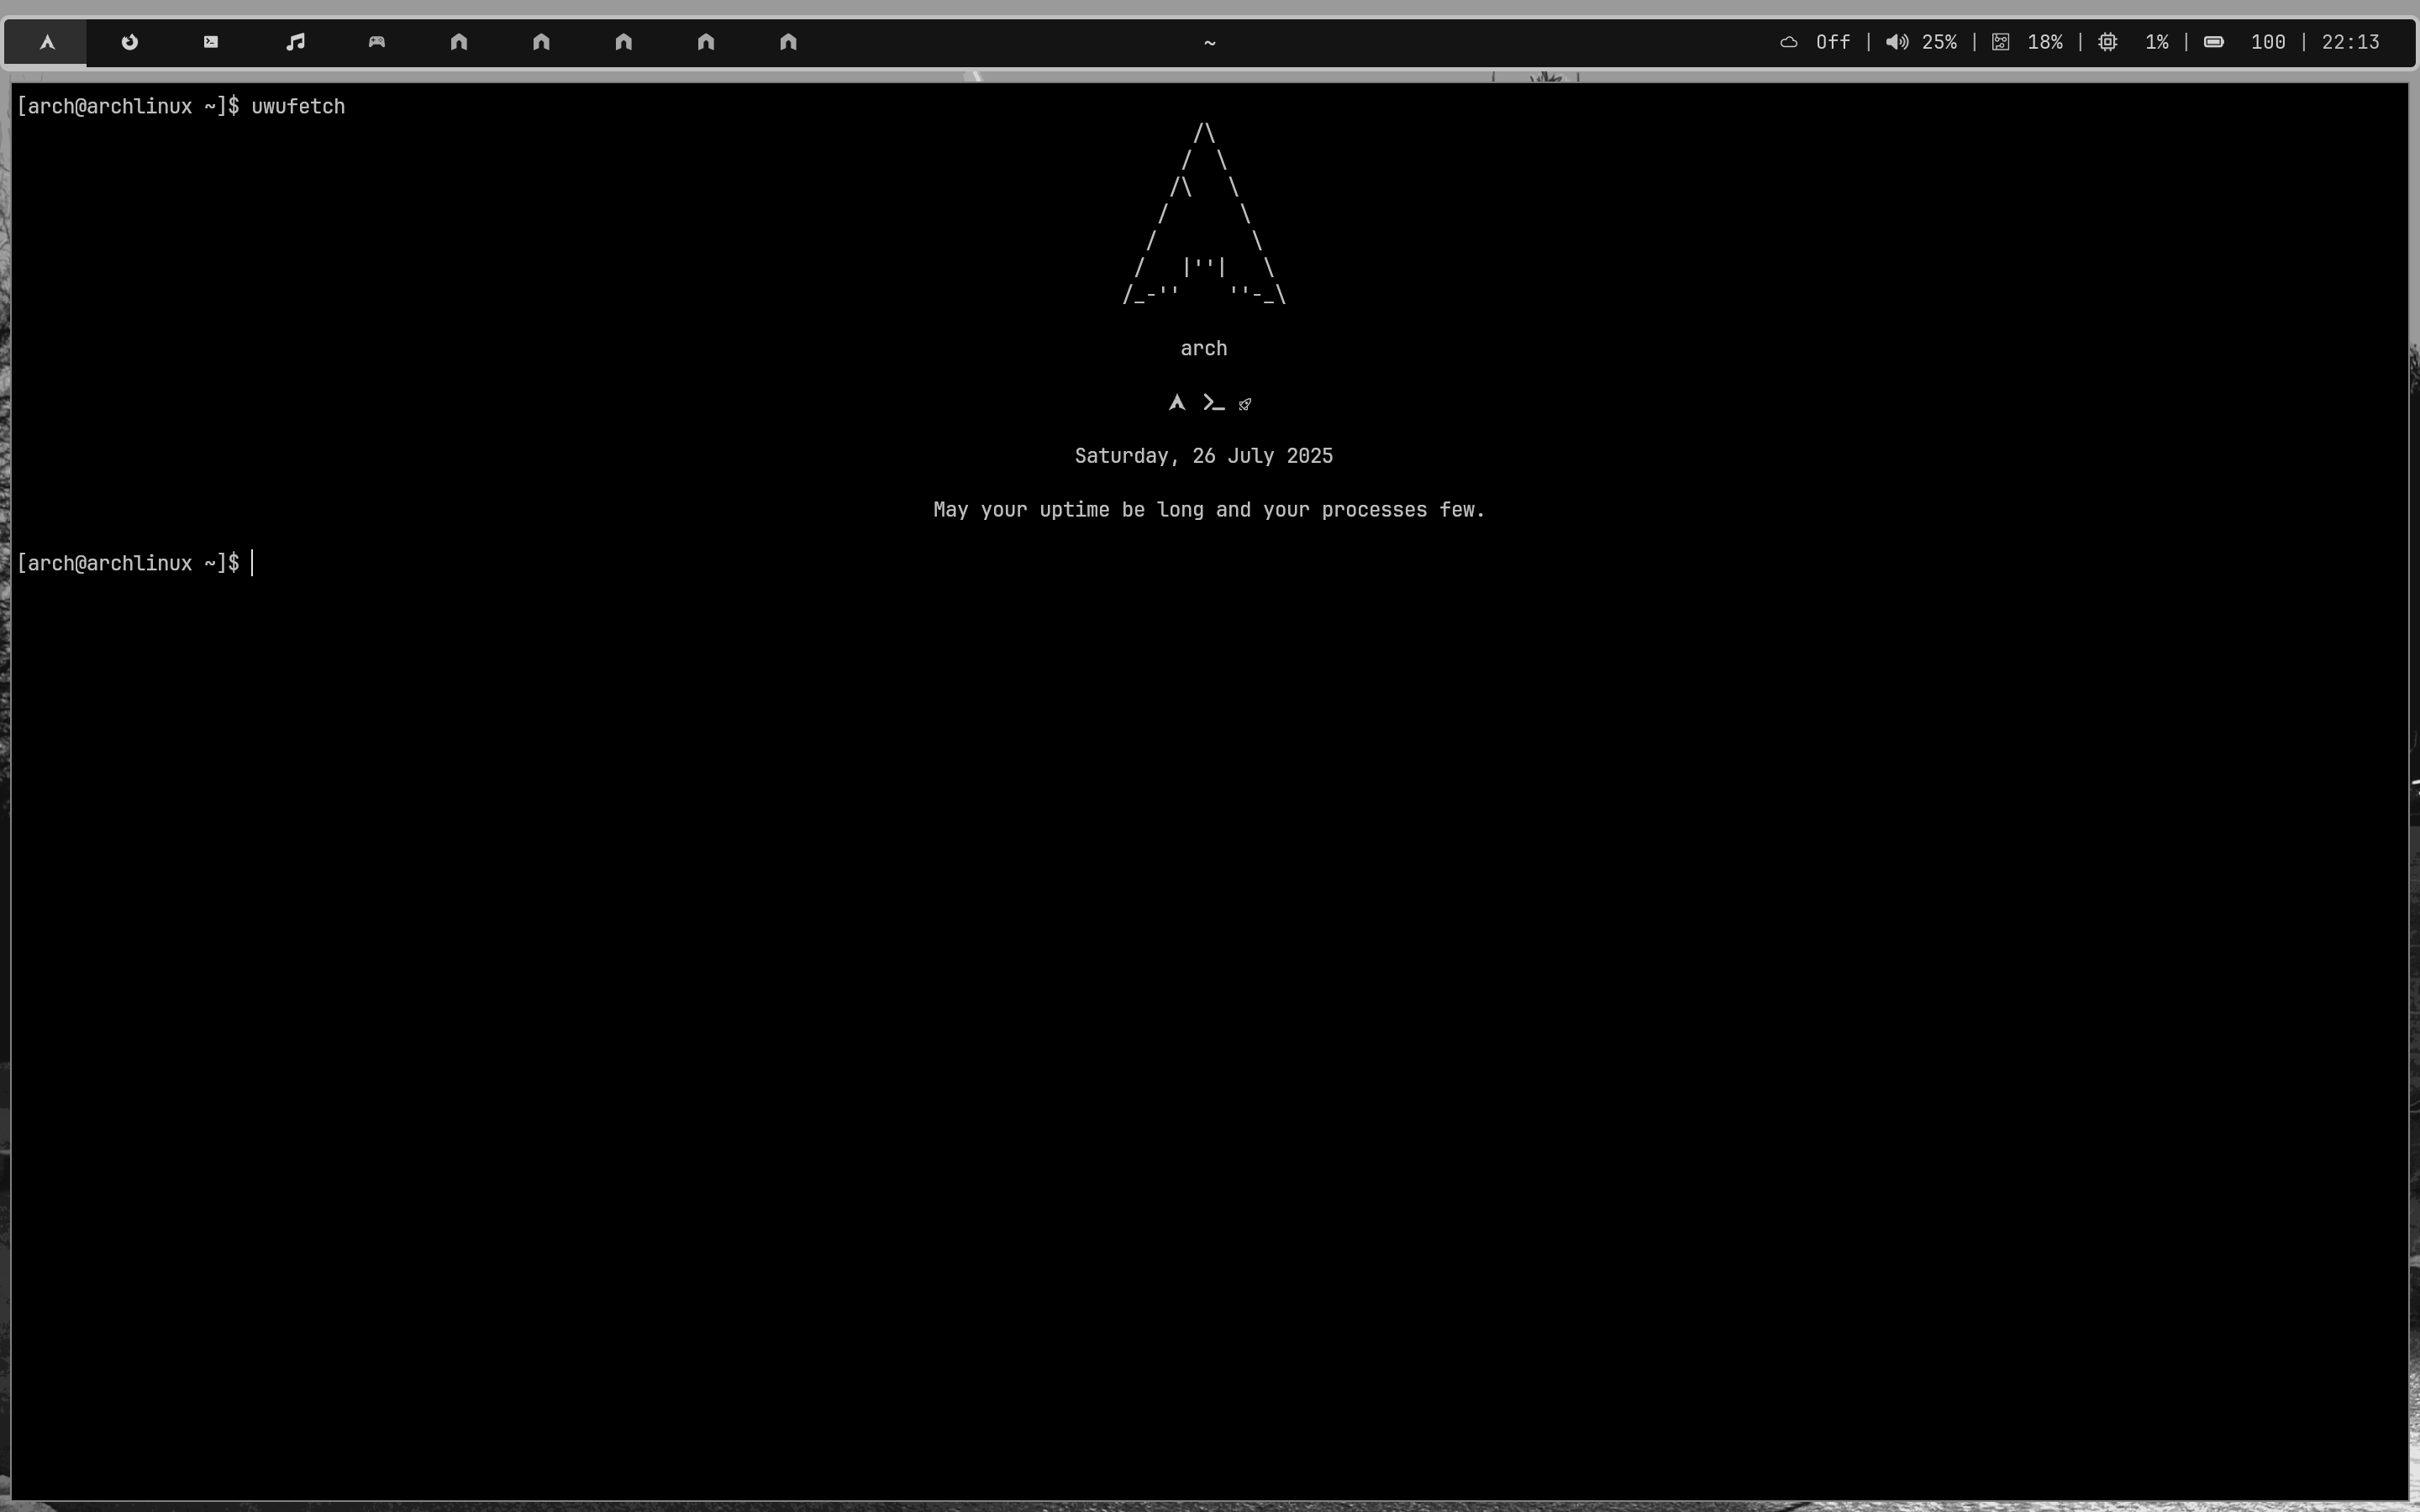 ~ Off | 25% | 18% | 1% | 100 | 22:13
[arch@archlinux ~]$ uwufetch
/\
/  \
/\   \
/      \
/        \
/   |''|   \
/_-''    ''-_\
arch
Saturday, 26 July 2025
May your uptime be long and your processes few.
[arch@archlinux ~]$